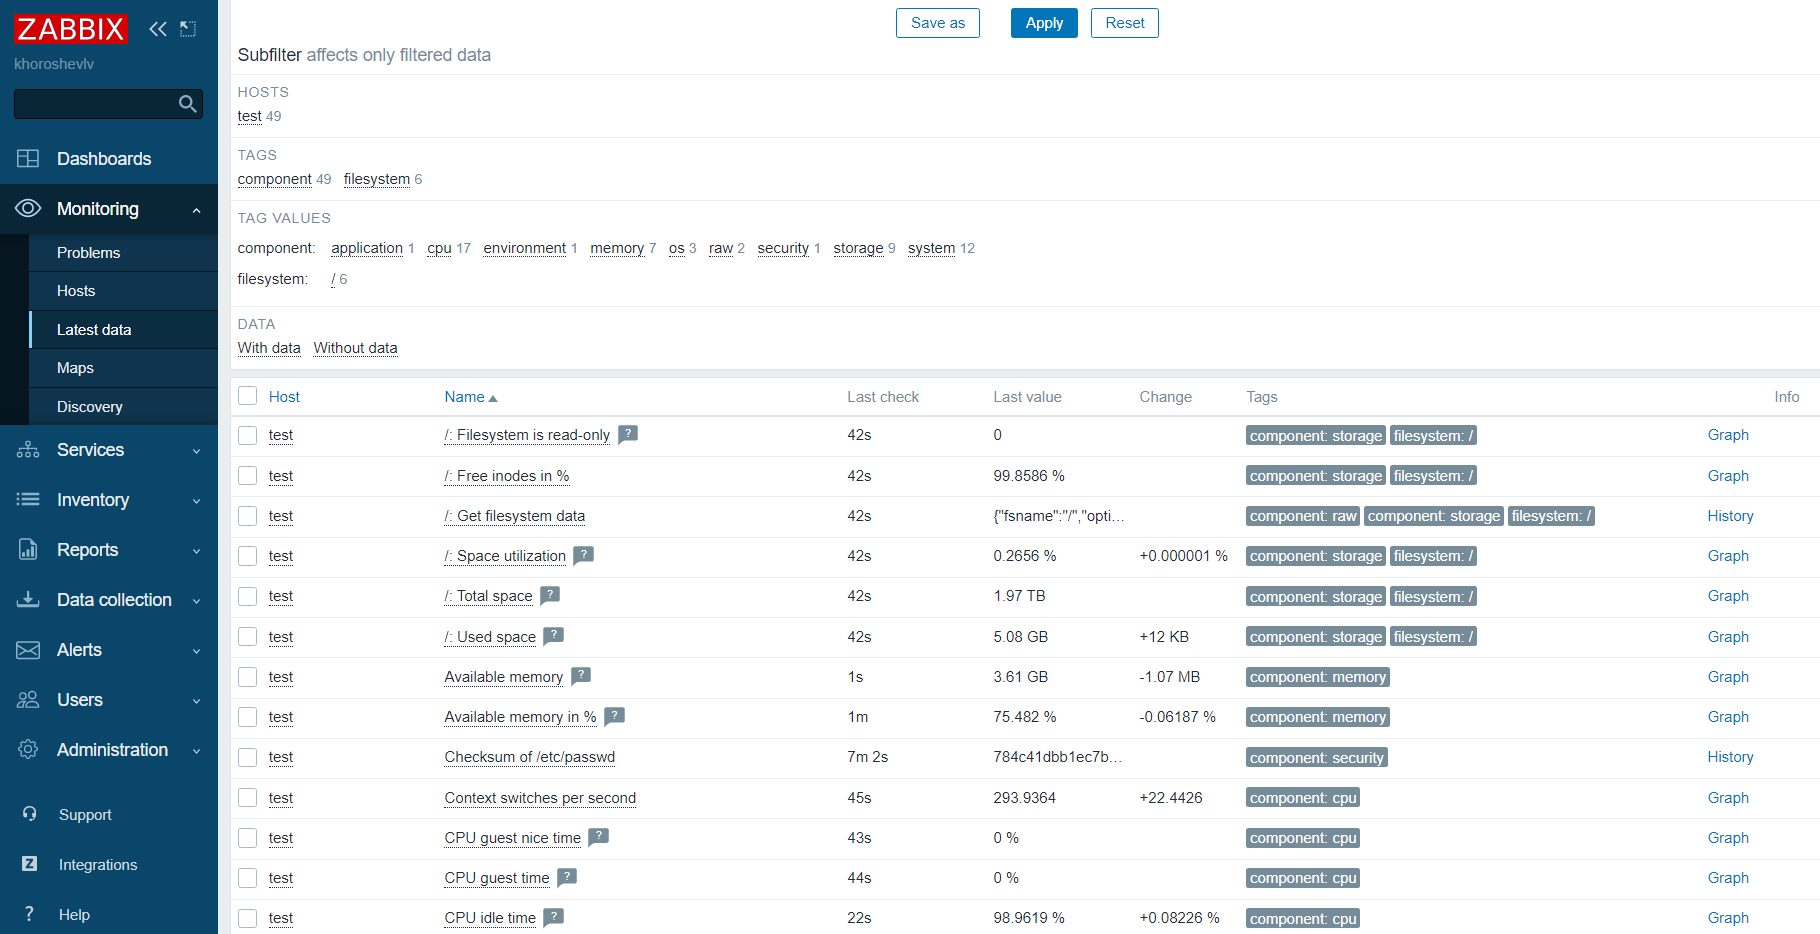 ZABBIX
khoroshevlv
Dashboards
Monitoring
Problems
Hosts
Latest data
Maps
Discovery
Services
Inventory
Reports
Data collection
Alerts
Users
Administration
Support
Z Integrations
? Help
Save as Apply Reset
Subfilter affects only filtered data
HOSTS
test 49
TAGS
component 49 filesystem 6
TAG VALUES
component: application 1 cpu 17 environment 1 memory 7 os 3 raw 2 security 1 storage 9 system 12
filesystem: / 6
DATA
With data Without data
Host Name Last check Last value Change Tags Info
test /: Filesystem is read-only ? 42s 0 component: storage filesystem: / Graph
test /: Free inodes in % 42s 99.8586 % component: storage filesystem: / Graph
test /: Get filesystem data 42s {"fsname":"/","opti... component: raw component: storage filesystem: / History
test /: Space utilization ? 42s 0.2656 % +0.000001 % component: storage filesystem: / Graph
test /: Total space ? 42s 1.97 TB component: storage filesystem: / Graph
test /: Used space ? 42s 5.08 GB +12 KB component: storage filesystem: / Graph
test Available memory ? 1s 3.61 GB -1.07 MB component: memory Graph
test Available memory in % ? 1m 75.482 % -0.06187 % component: memory Graph
test Checksum of /etc/passwd 7m 2s 784c41dbb1ec7b... component: security History
test Context switches per second 45s 293.9364 +22.4426 component: cpu Graph
test CPU guest nice time ? 43s 0 % component: cpu Graph
test CPU guest time ? 44s 0 % component: cpu Graph
test CPU idle time ? 22s 98.9619 % +0.08226 % component: cpu Graph